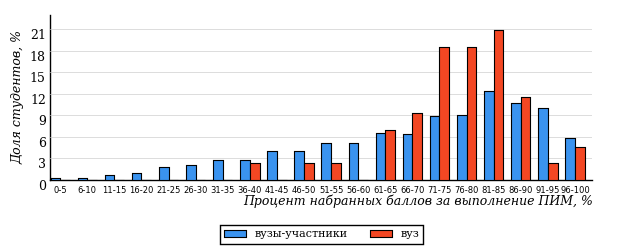 Доля студентов, %
21
18
15
12
9
6
3
0
0-5 6-10 11-15 16-20 21-25 26-30 31-35 36-40 41-45 46-50 51-55 56-60 61-65 66-70 71-75 76-80 81-85 86-90 91-95 96-100
Процент набранных баллов за выполнение ПИМ, %
вузы-участники вуз